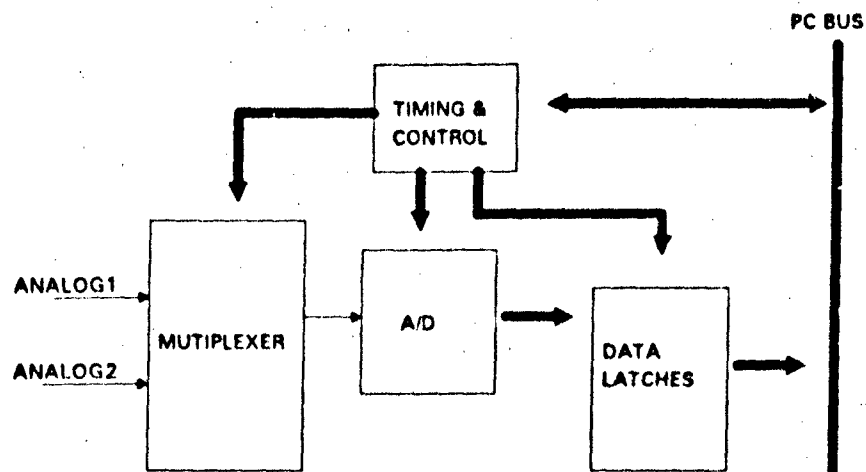 PC BUS
TIMING &
CONTROL
ANALOG1
MUTIPLEXER
A/D
ANALOG2
DATA
LATCHES